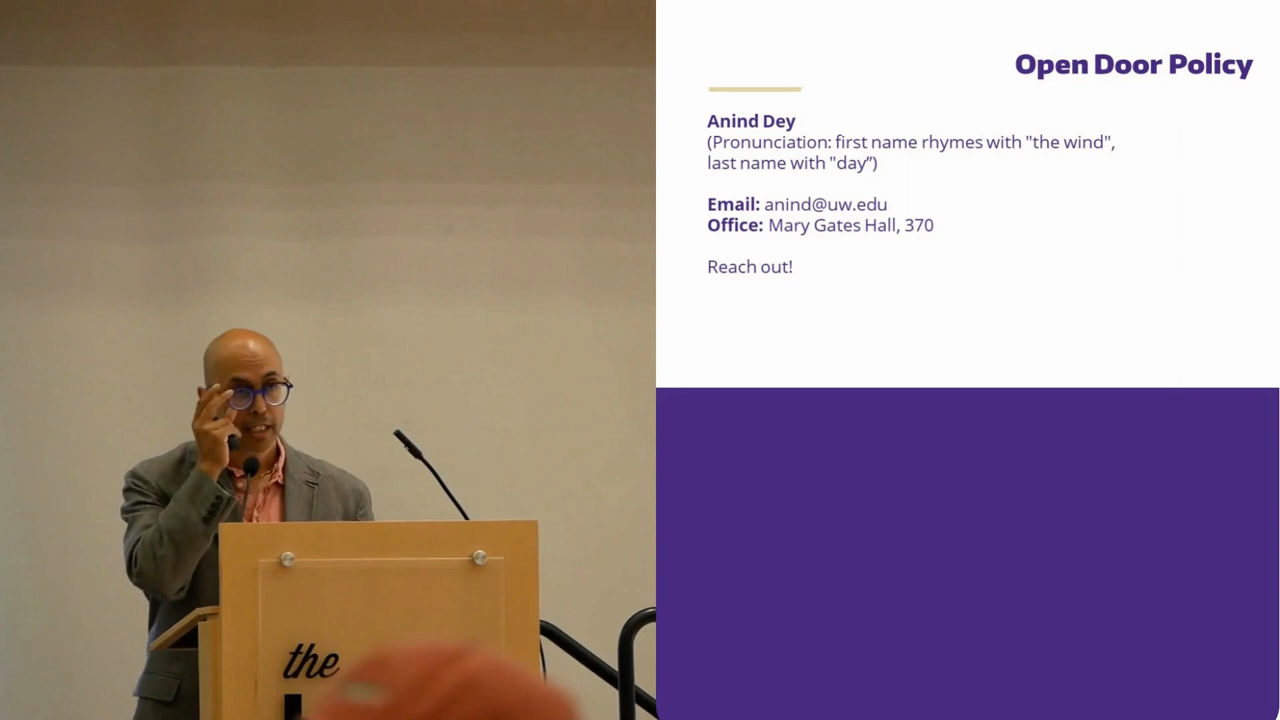 Open Door Policy
Anind Dey
(Pronunciation: first name rhymes with "the wind",
last name with "day”)
Email: anind@uw.edu
Office: Mary Gates Hall, 370
Reach out!
the